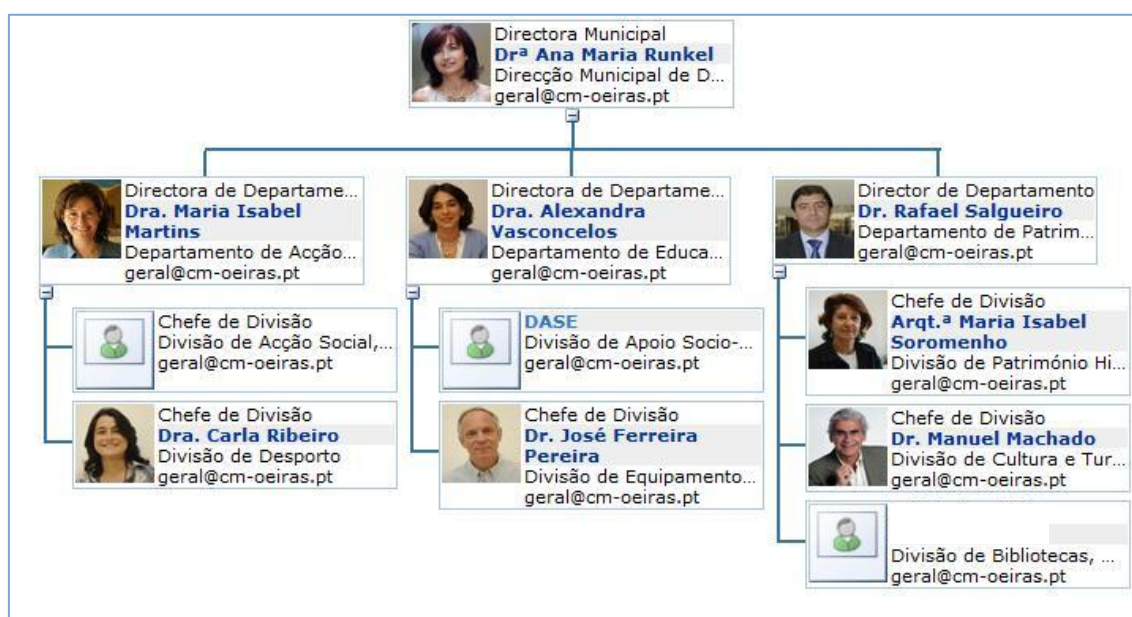 Directora Municipal
Drª Ana Maria Runkel
Direcção Municipal de D...
geral@cm-oeiras.pt
Directora de Departame...
Dra. Maria Isabel
Martins
Departamento de Acção...
geral@cm-oeiras.pt
Chefe de Divisão
Divisão de Acção Social,...
geral@cm-oeiras.pt
Chefe de Divisão
Dra. Carla Ribeiro
Divisão de Desporto
geral@cm-oeiras.pt
Directora de Departame...
Dra. Alexandra
Vasconcelos
Departamento de Educa...
geral@cm-oeiras.pt
DASE
Divisão de Apoio Socio-...
geral@cm-oeiras.pt
Chefe de Divisão
Dr. José Ferreira
Pereira
Divisão de Equipamento...
geral@cm-oeiras.pt
Director de Departamento
Dr. Rafael Salgueiro
Departamento de Patrim...
geral@cm-oeiras.pt
Chefe de Divisão
Arqt.ª Maria Isabel
Soromenho
Divisão de Património Hi...
geral@cm-oeiras.pt
Chefe de Divisão
Dr. Manuel Machado
Divisão de Cultura e Tur...
geral@cm-oeiras.pt
Divisão de Bibliotecas, ...
geral@cm-oeiras.pt